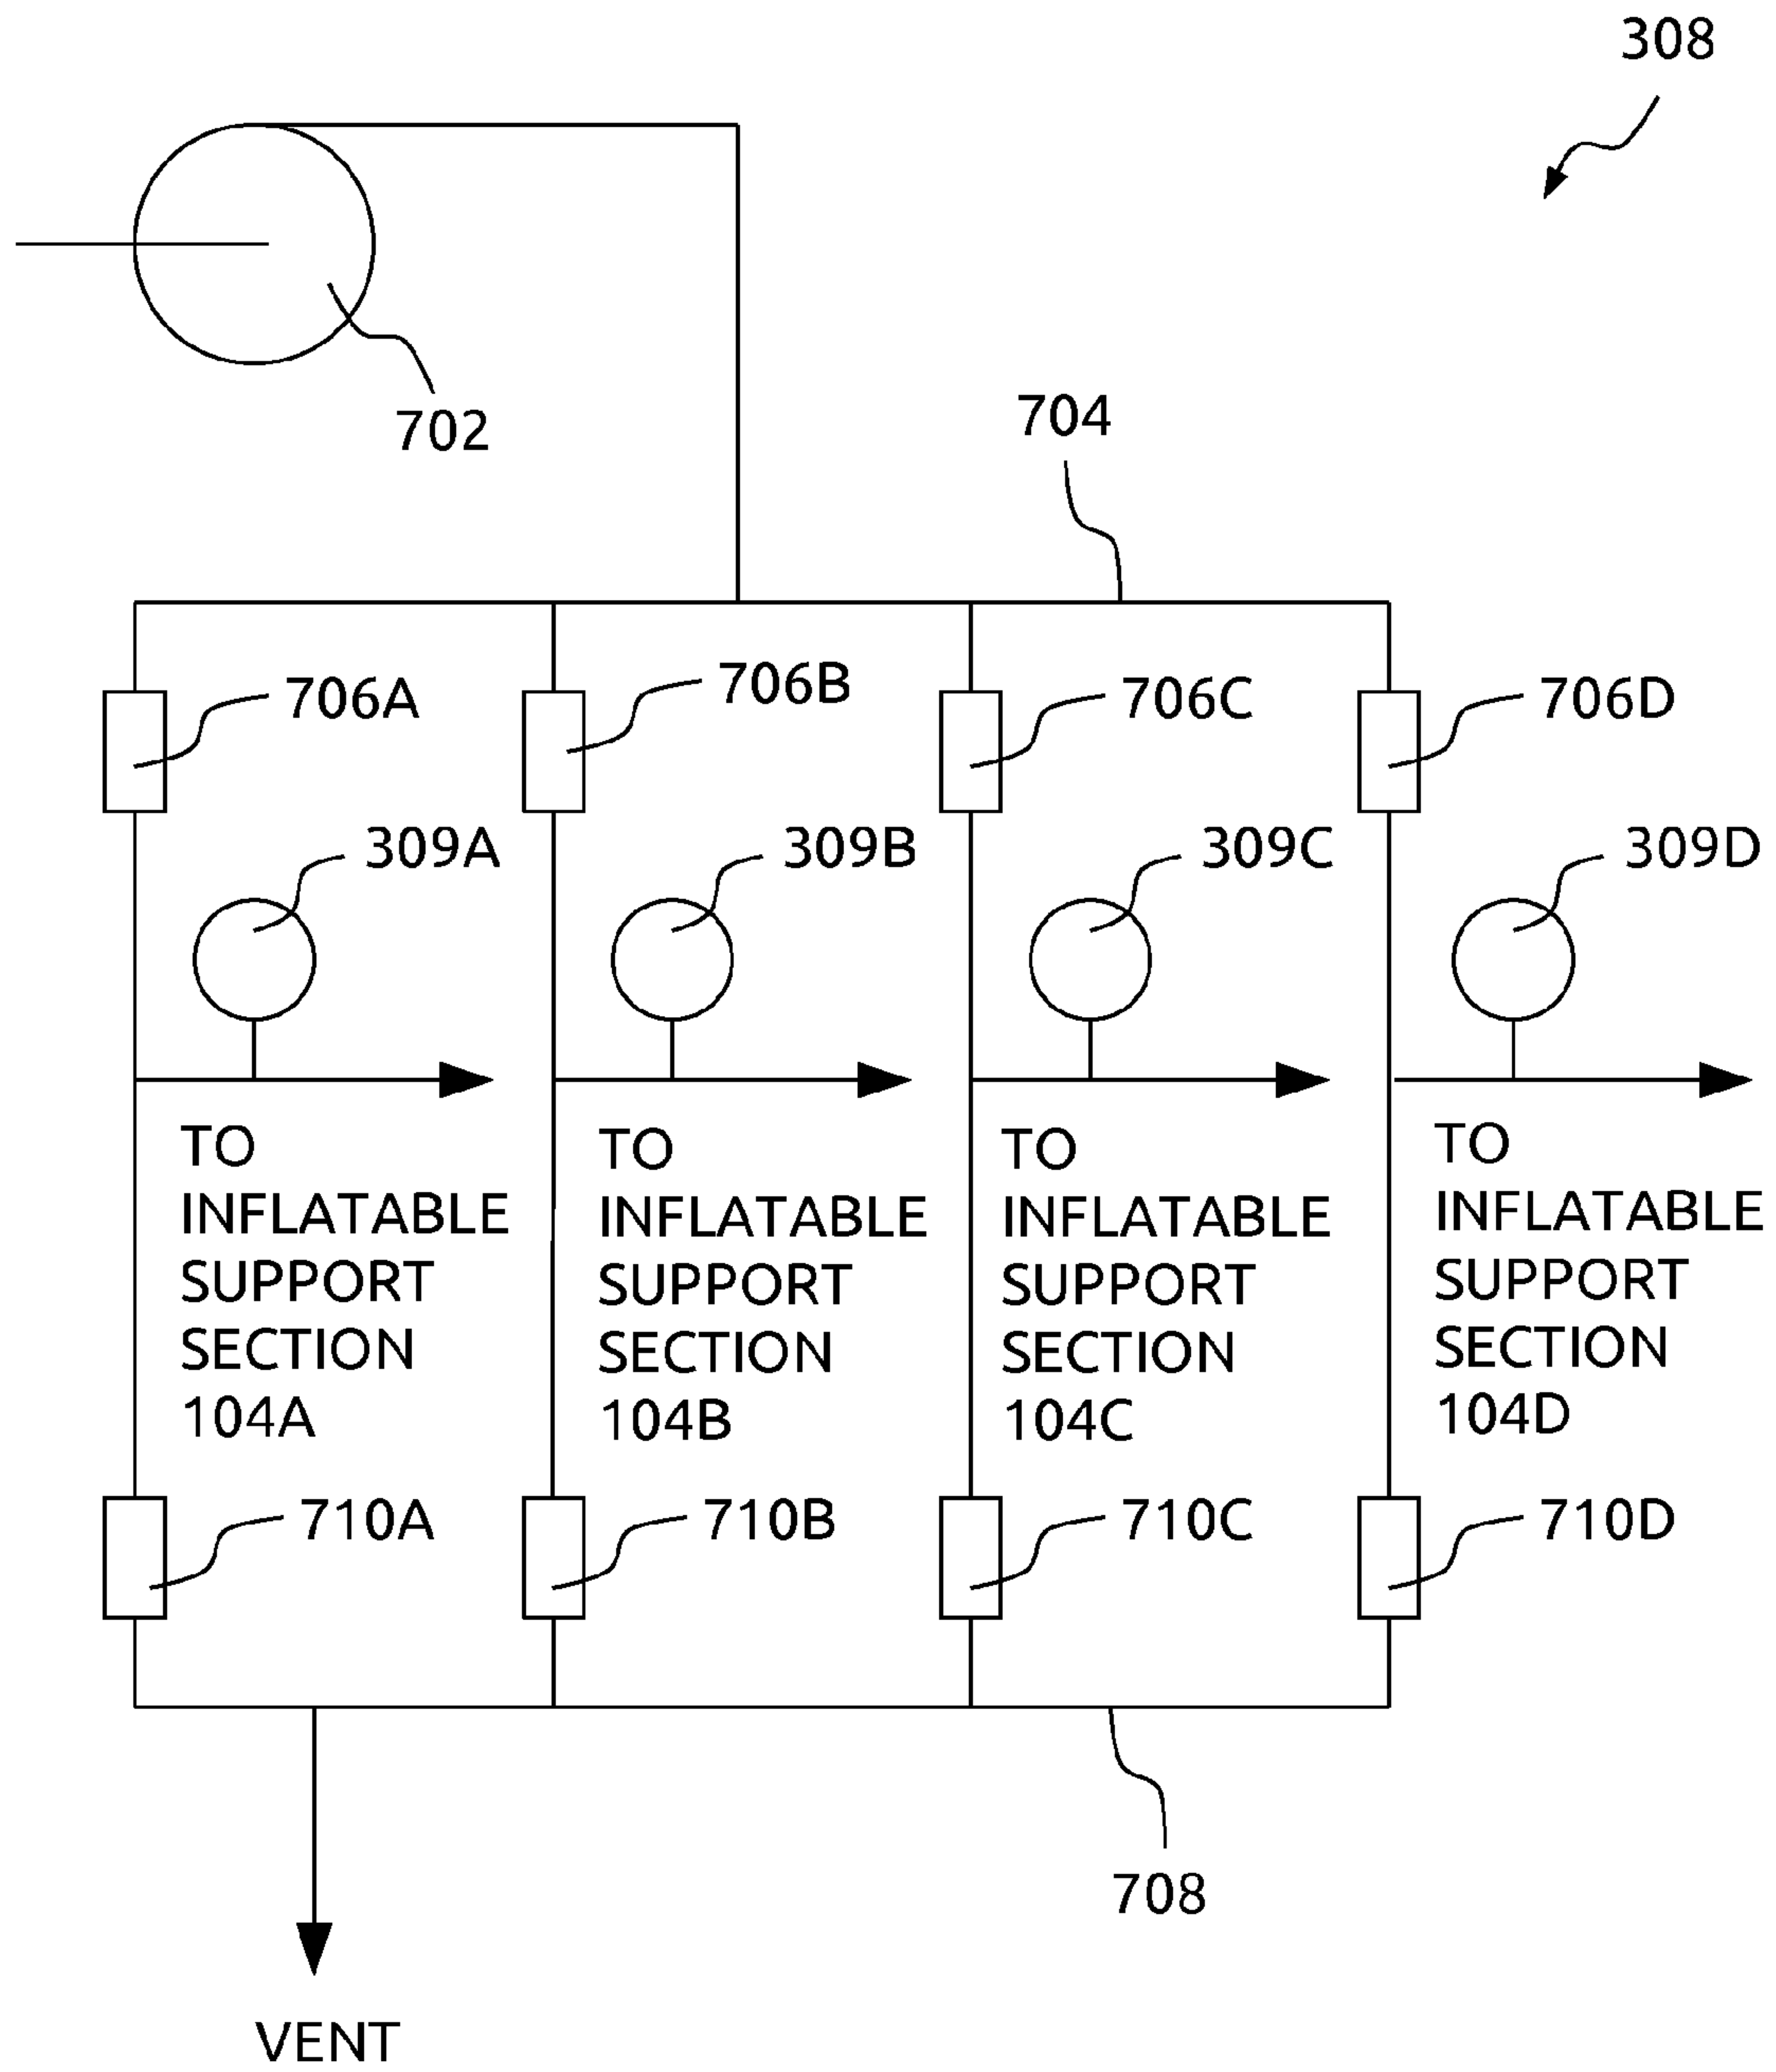 308
702
704
706A
706B
706C
706D
309A
309B
309C
309D
TO
INFLATABLE
SUPPORT
SECTION
104A
TO
INFLATABLE
SUPPORT
SECTION
104B
TO
INFLATABLE
SUPPORT
SECTION
104C
TO
INFLATABLE
SUPPORT
SECTION
104D
710A
710B
710C
710D
708
VENT